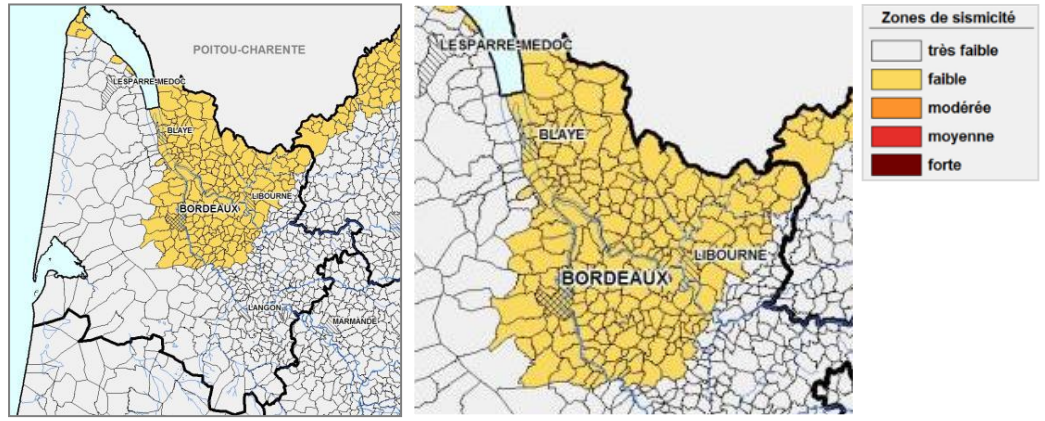 POITOU-CHARENTE
LESPARRE-MEDOC
BLAYE
LIBOURNE
BORDEAUX
LANGON
MARMANDE
LESPARRE-MEDOC
BLAYE
LIBOURNE
BORDEAUX
Zones de sismicité
très faible
faible
modérée
moyenne
forte